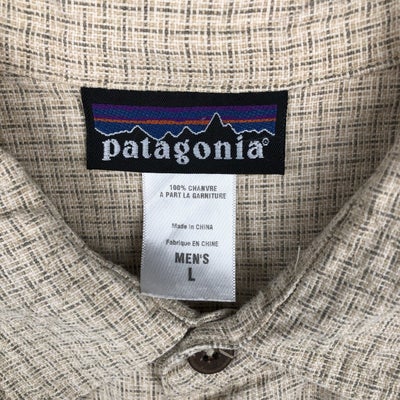 patagonia®
100% CHANVRE
A PART LA GARNITURE
Made in CHINA
Fabriqué EN CHINE
MEN'S
L